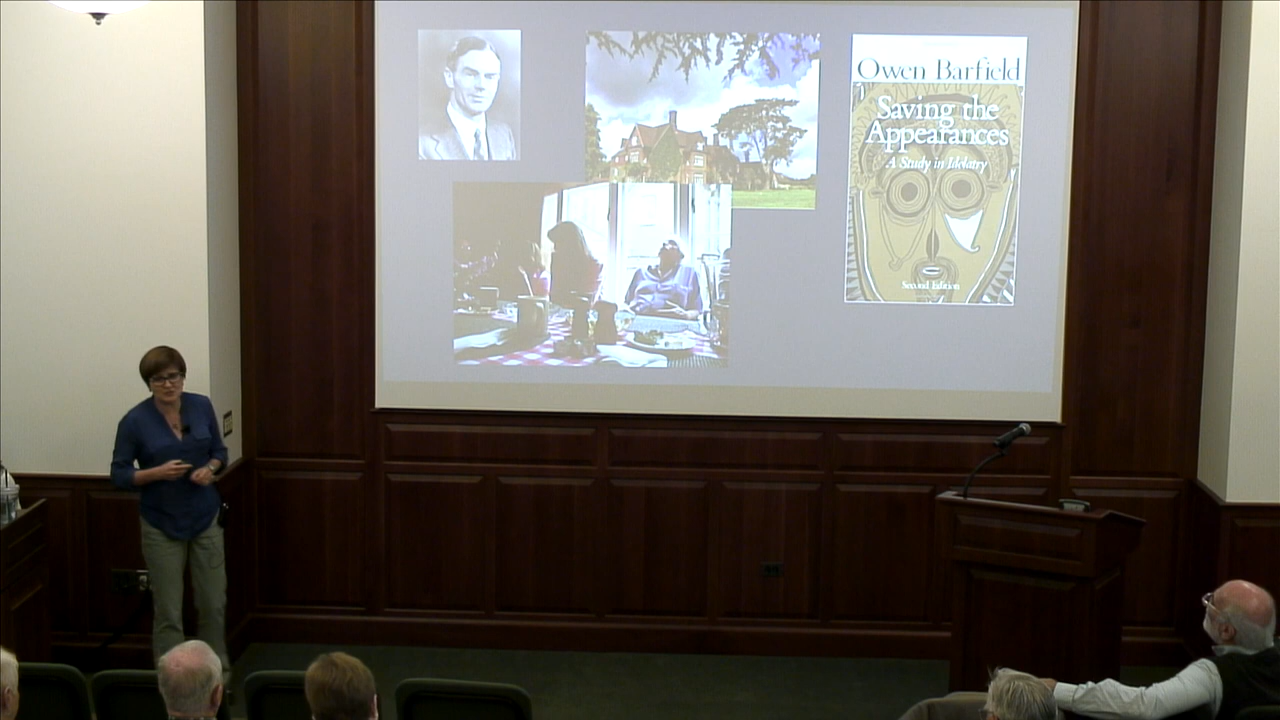 Owen Barfield
Saving the
Appearances
A Study in Idolatry
Second Edition